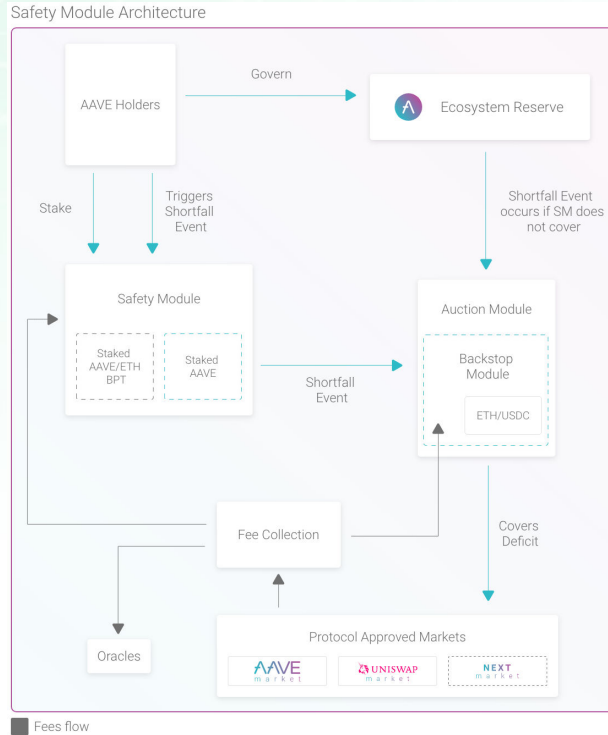 Safety Module Architecture
AAVE Holders
Govern
Ecosystem Reserve
Stake
Triggers
Shortfall
Event
Shortfall Event
occurs if SM does
not cover
Safety Module
Staked
AAVE/ETH
BPT
Staked
AAVE
Shortfall
Event
Auction Module
Backstop
Module
ETH/USDC
Fee Collection
Covers
Deficit
Oracles
Protocol Approved Markets
AAVE
market
UNISWAP
market
NEXT
market
Fees flow